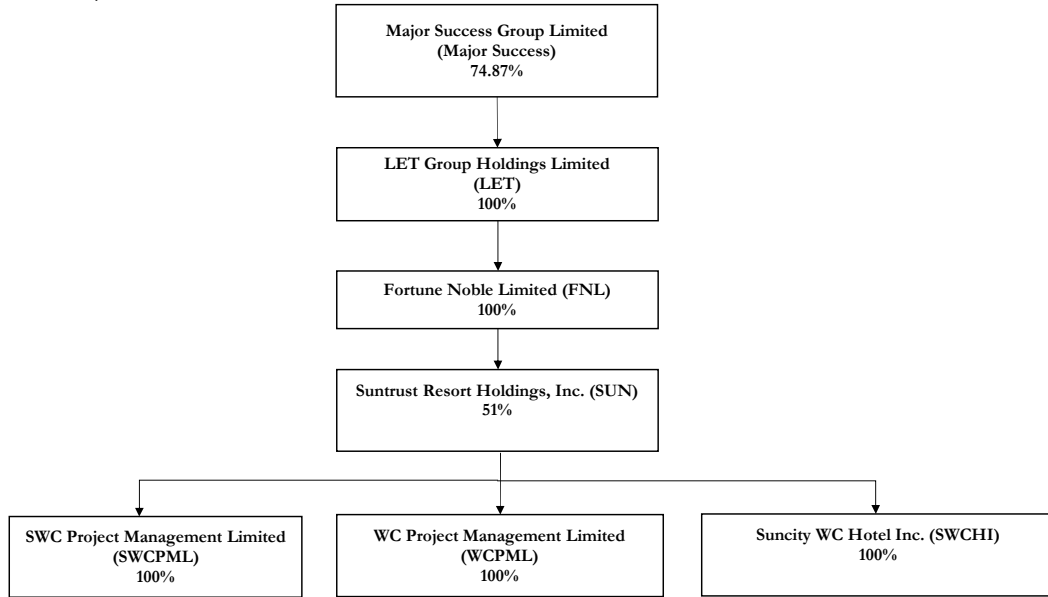 Major Success Group Limited
(Major Success)
74.87%
LET Group Holdings Limited
(LET)
100%
Fortune Noble Limited (FNL)
100%
Suntrust Resort Holdings, Inc. (SUN)
51%
SWC Project Management Limited
(SWCPML)
100%
WC Project Management Limited
(WCPML)
100%
Suncity WC Hotel Inc. (SWCHI)
100%